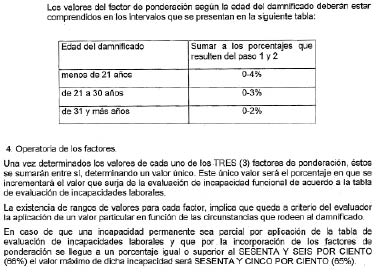 Los valores del factor de ponderación según la edad del damnificado deberán estar
comprendidos en los intervalos que se presentan en la siguiente tabla:
Edad del damnificado
Sumar a los porcentajes que
resulten del paso 1 y 2
menos de 21 años
0-4%
de 21 a 30 años
0-3%
de 31 y más años
0-2%
4. Operatoria de los factores.
Una vez determinados los valores de cada uno de los TRES (3) factores de ponderación, éstos
se sumarán entre sí, determinando un valor único. Este único valor será el porcentaje en que se
incrementará el valor que surja de la evaluación de incapacidad funcional de acuerdo a la tabla
de evaluación de incapacidades laborales.
La existencia de rangos de valores para cada factor, implica que queda a criterio del evaluador
la aplicación de un valor particular en función de las circunstancias que rodeen al damnificado.
En caso de que una incapacidad permanente sea parcial por aplicación de la tabla de
evaluación de incapacidades laborales y que por la incorporación de los factores de
ponderación se llegue a un porcentaje igual o superior al SESENTA Y SEIS POR CIENTO
(66%) el valor máximo de dicha incapacidad será SESENTA Y CINCO POR CIENTO (65%).